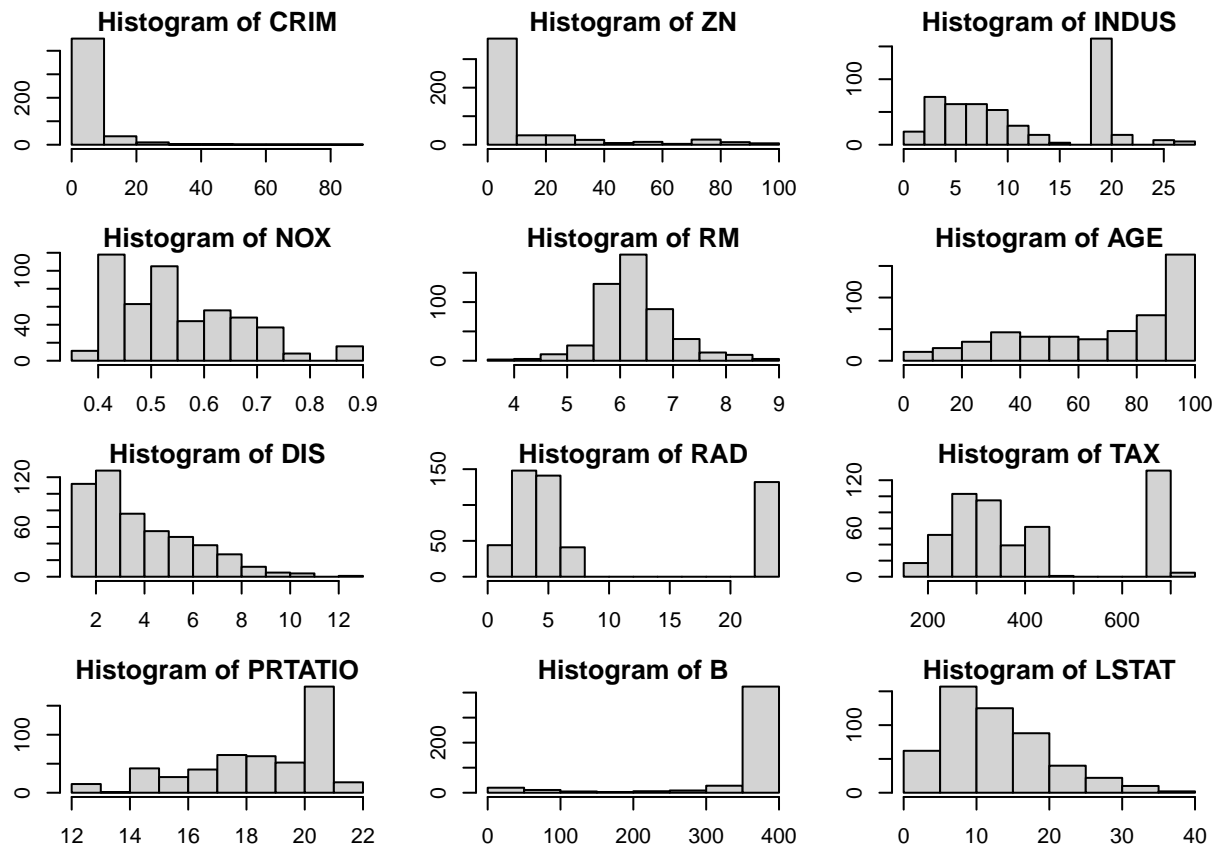 Histogram of CRIM
0 200
0 20 40 60 80
Histogram of ZN
0 200
0 20 40 60 80 100
Histogram of INDUS
0 100
0 5 10 15 20 25
Histogram of NOX
0 40 100
0.4 0.5 0.6 0.7 0.8 0.9
Histogram of RM
0 100
4 5 6 7 8 9
Histogram of AGE
0 100
0 20 40 60 80 100
Histogram of DIS
0 60 120
2 4 6 8 10 12
Histogram of RAD
0 50 150
0 5 10 15 20
Histogram of TAX
0 60 120
200 400 600
Histogram of PRTATIO
0 100
12 14 16 18 20 22
Histogram of B
0 200
0 100 200 300 400
Histogram of LSTAT
0 100
0 10 20 30 40